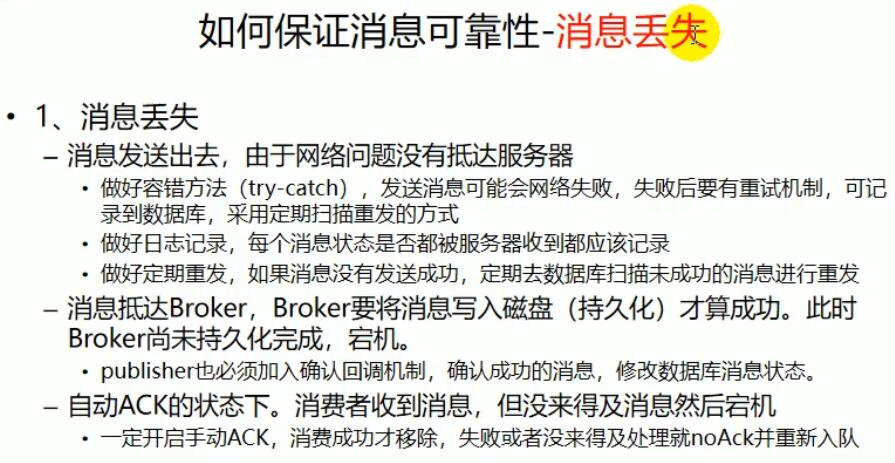 如何保证消息可靠性-消息丢失
• 1、消息丢失
– 消息发送出去，由于网络问题没有抵达服务器
• 做好容错方法（try-catch），发送消息可能会网络失败，失败后要有重试机制，可记
录到数据库，采用定期扫描重发的方式
• 做好日志记录，每个消息状态是否都被服务器收到都应该记录
• 做好定期重发，如果消息没有发送成功，定期去数据库扫描未成功的消息进行重发
– 消息抵达Broker，Broker要将消息写入磁盘（持久化）才算成功。此时
Broker尚未持久化完成，宕机。
• publisher也必须加入确认回调机制，确认成功的消息，修改数据库消息状态。
– 自动ACK的状态下。消费者收到消息，但没来得及消息然后宕机
• 一定开启手动ACK，消费成功才移除，失败或者没来得及处理就noAck并重新入队